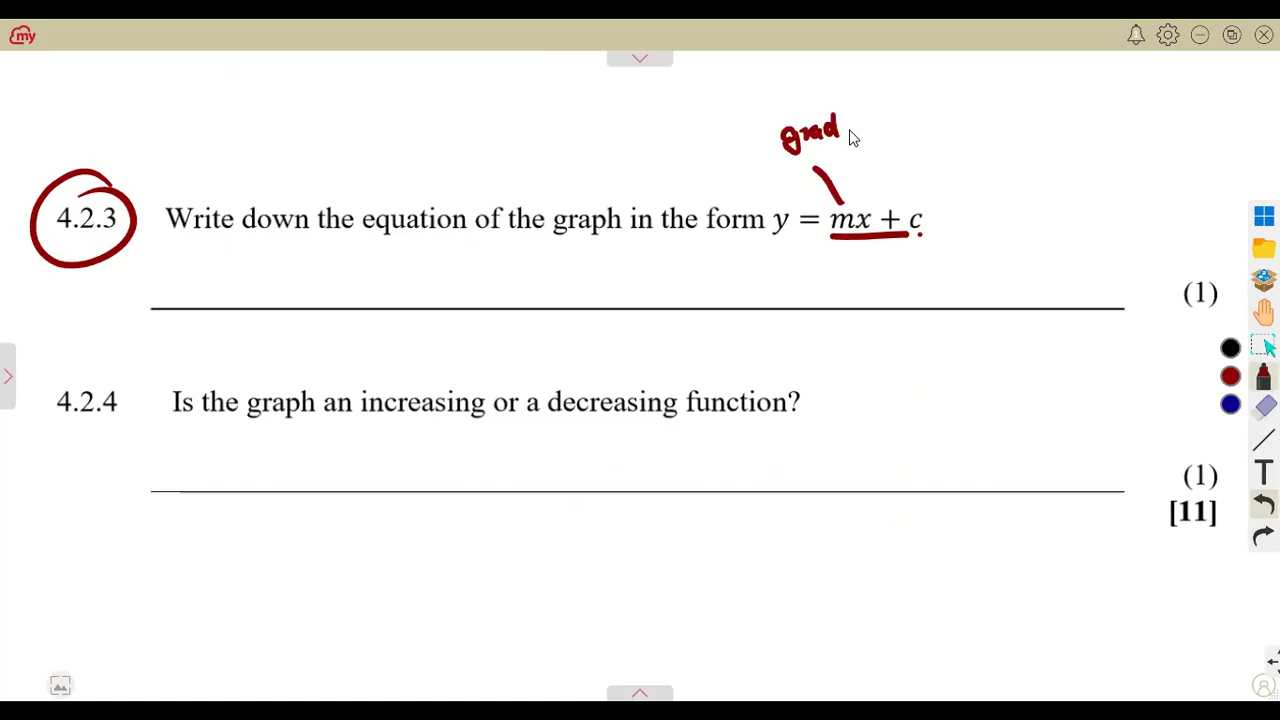 my
grad
4.2.3 Write down the equation of the graph in the form y = mx + c
(1)
4.2.4 Is the graph an increasing or a decreasing function?
(1)
[11]
T